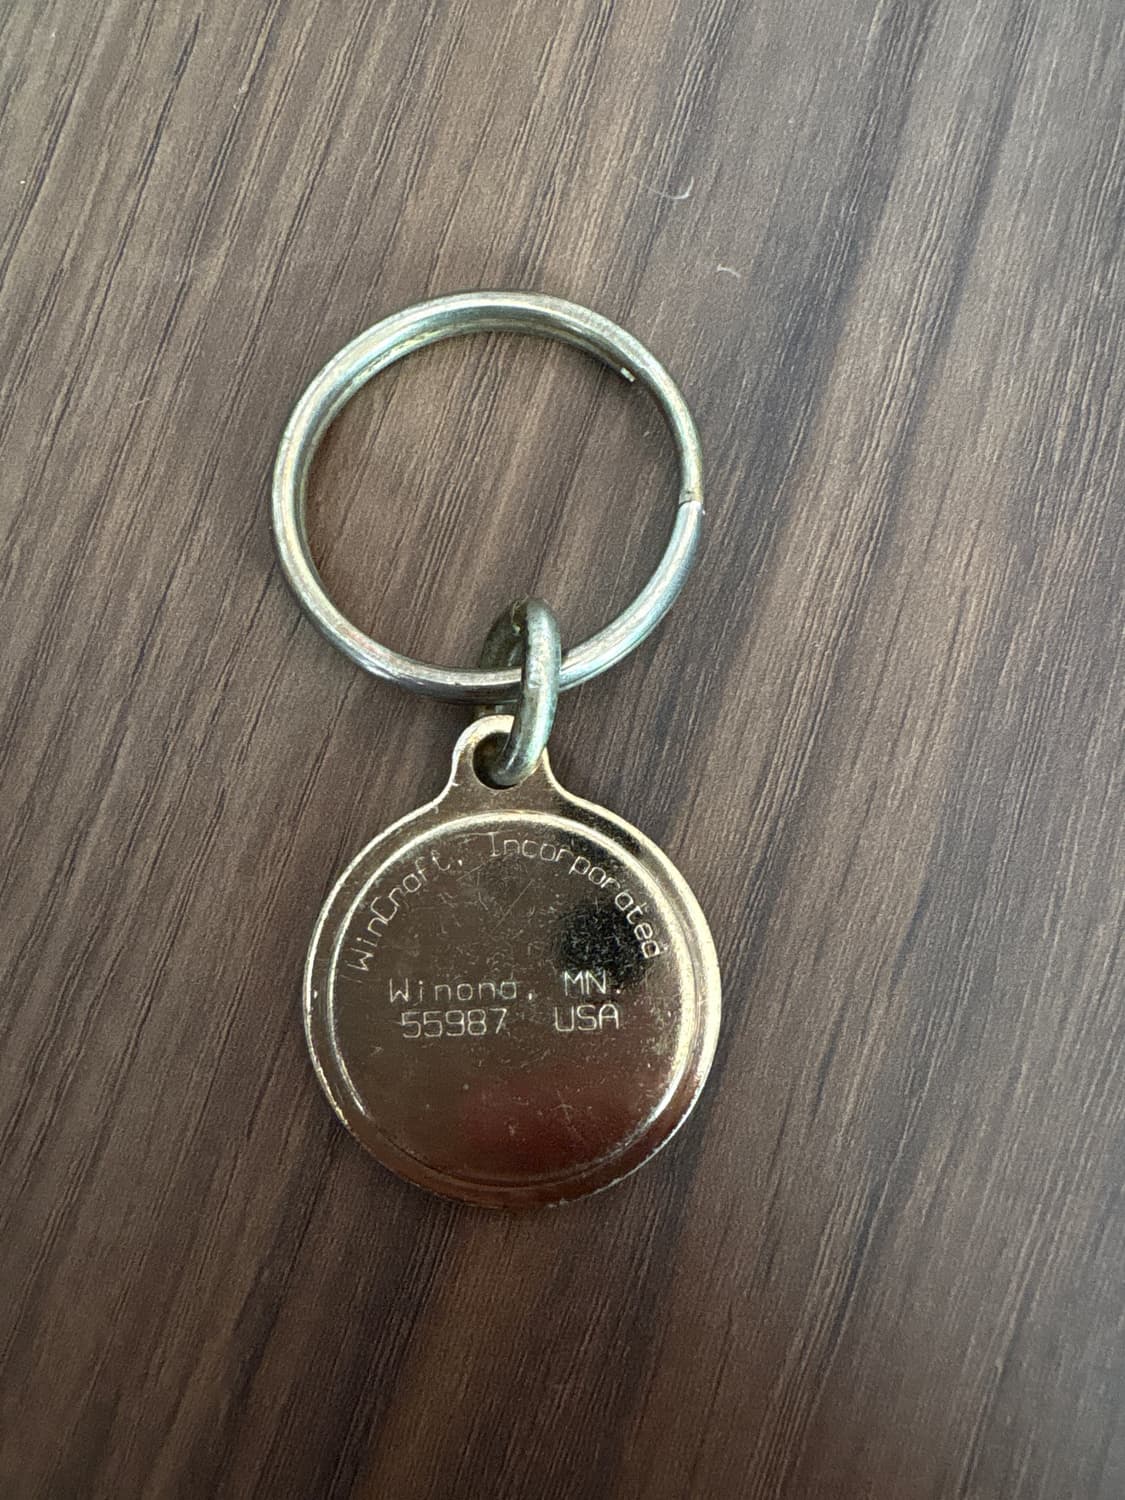 WinCraft, Incorporated
Winona, MN.
55987 USA